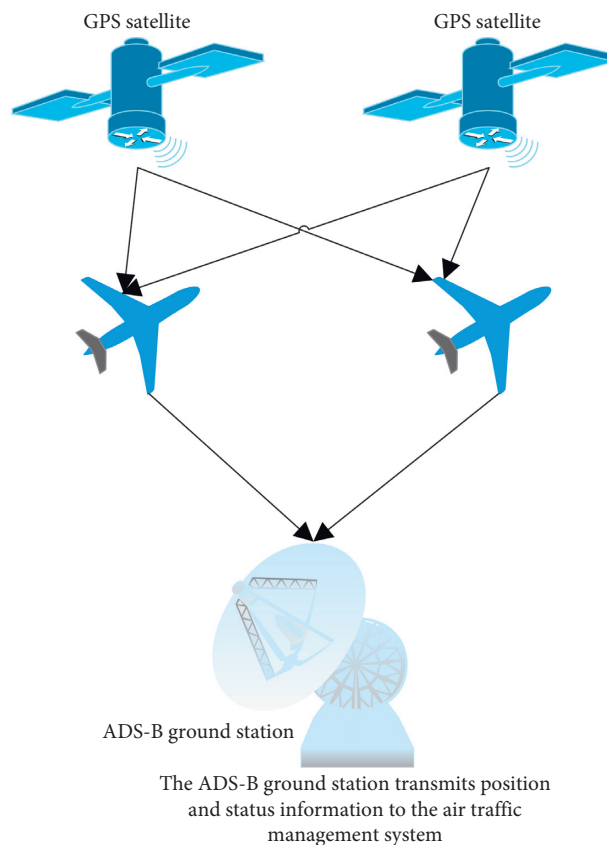 GPS satellite
GPS satellite
ADS-B ground station
The ADS-B ground station transmits position
and status information to the air traffic
management system